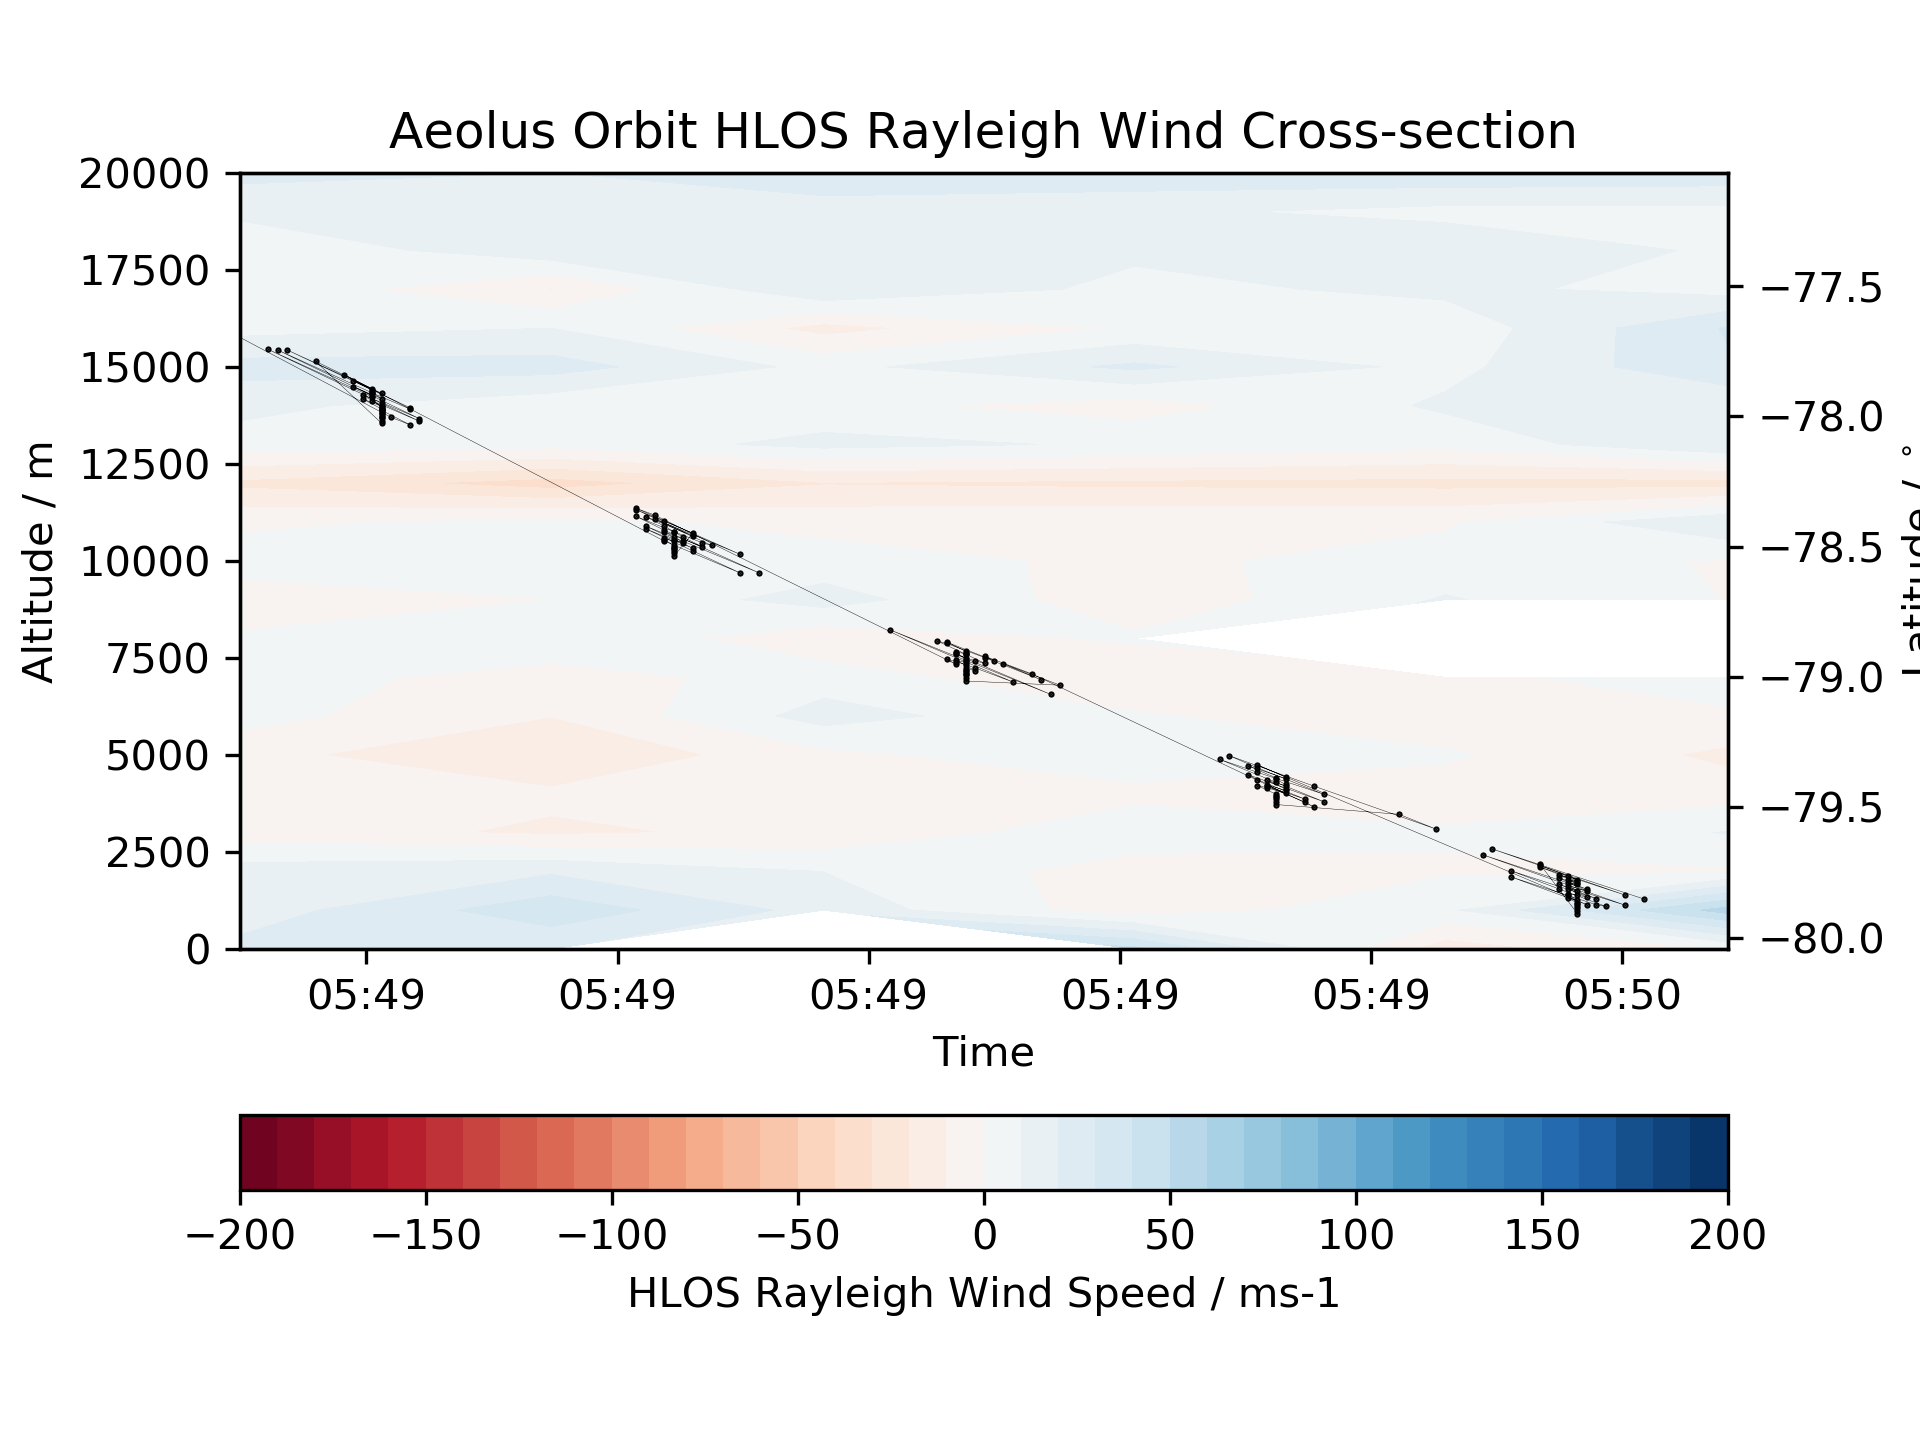 Aeolus Orbit HLOS Rayleigh Wind Cross-section
20000
17500
15000
12500
10000
7500
5000
2500
0
Altitude / m
−77.5
−78.0
−78.5
−79.0
−79.5
−80.0
Latitude / °
05:49 05:49 05:49 05:49 05:49 05:50
Time
−200 −150 −100 −50 0 50 100 150 200
HLOS Rayleigh Wind Speed / ms-1